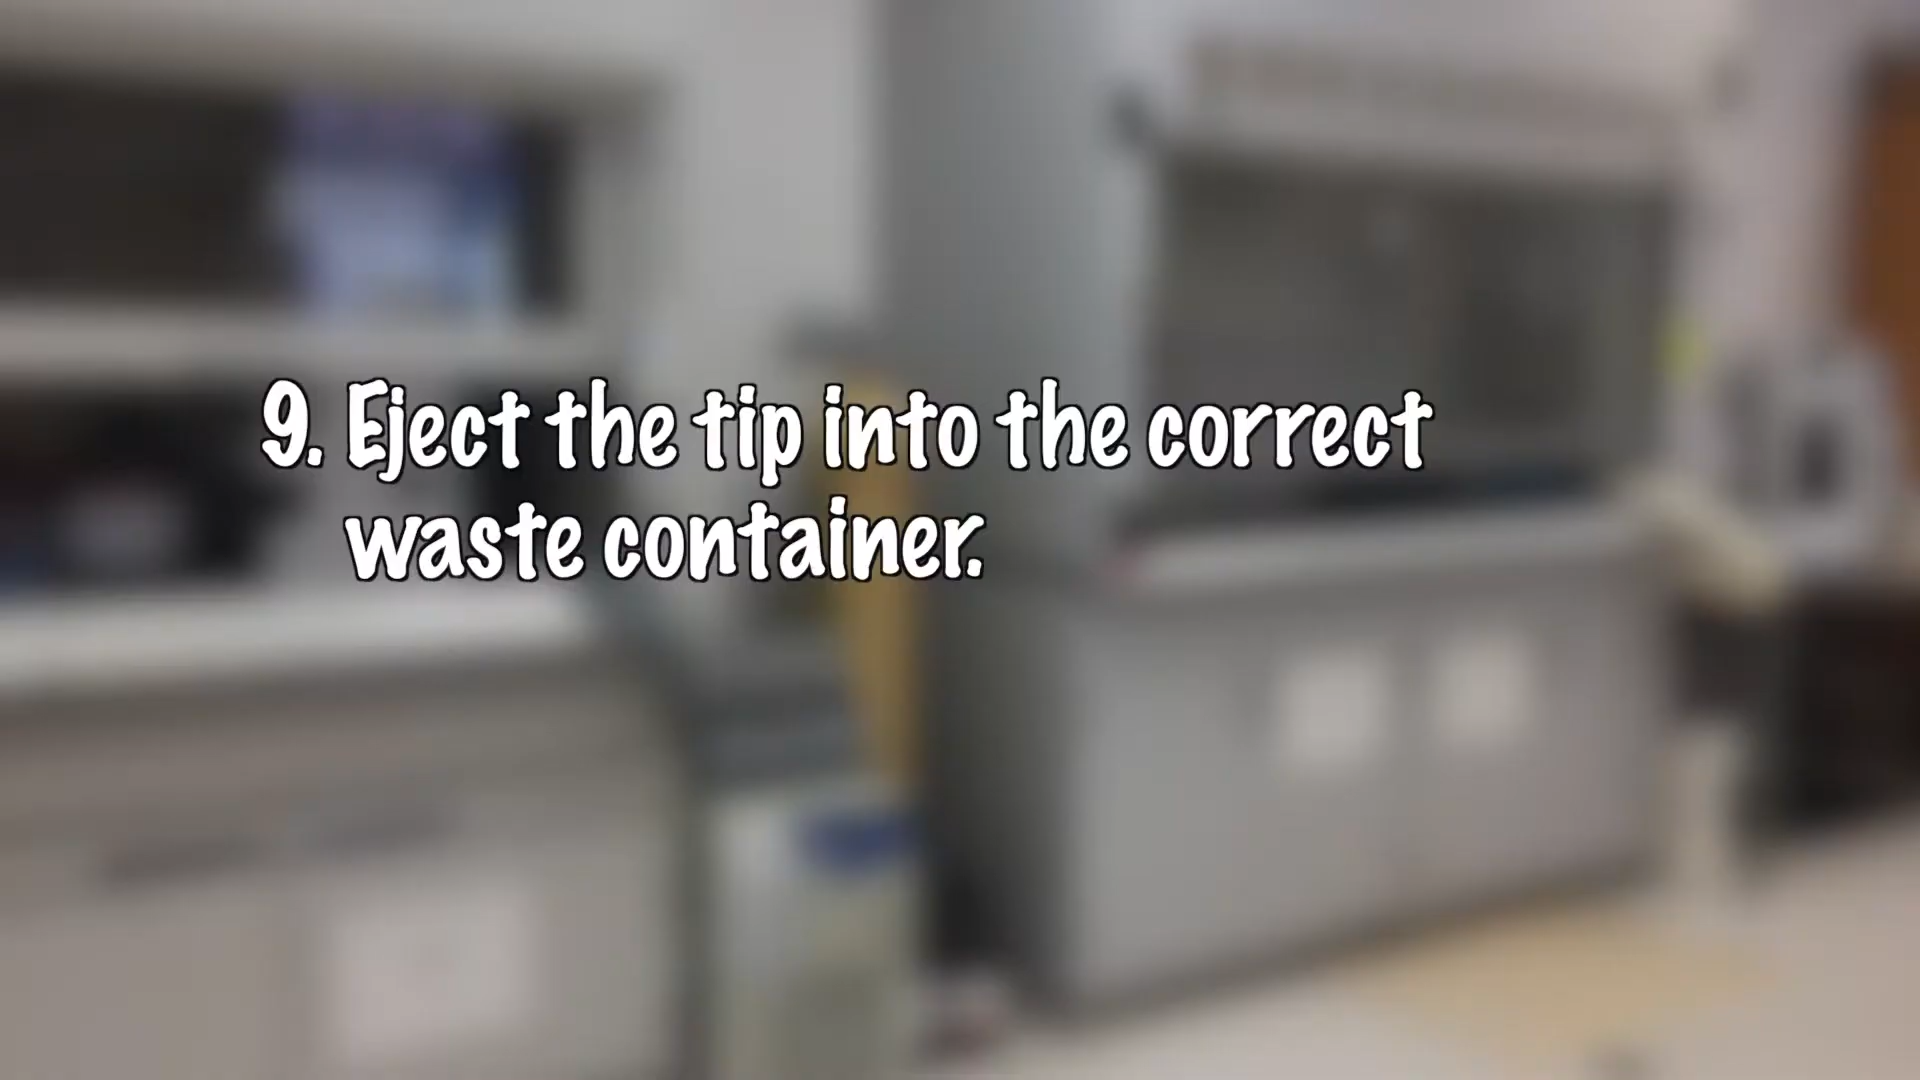 9. Eject the tip into the correct
waste container.